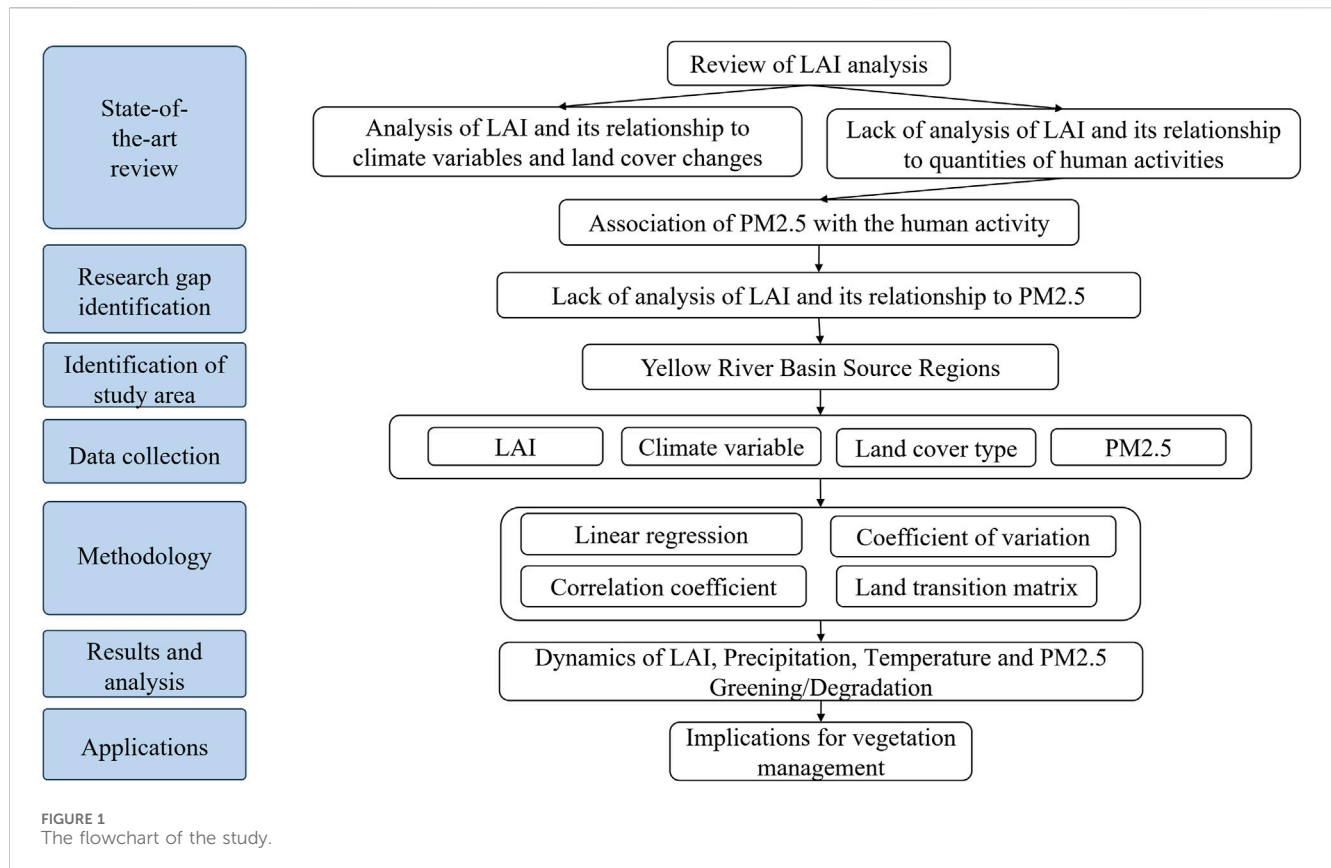 State-of-
the-art
review
Review of LAI analysis
Analysis of LAI and its relationship to
climate variables and land cover changes
Lack of analysis of LAI and its relationship
to quantities of human activities
Association of PM2.5 with the human activity
Research gap
identification
Lack of analysis of LAI and its relationship to PM2.5
Identification of
study area
Yellow River Basin Source Regions
Data collection
LAI
Climate variable
Land cover type
PM2.5
Methodology
Linear regression
Coefficient of variation
Correlation coefficient
Land transition matrix
Results and
analysis
Dynamics of LAI, Precipitation, Temperature and PM2.5
Greening/Degradation
Applications
Implications for vegetation
management
FIGURE 1
The flowchart of the study.